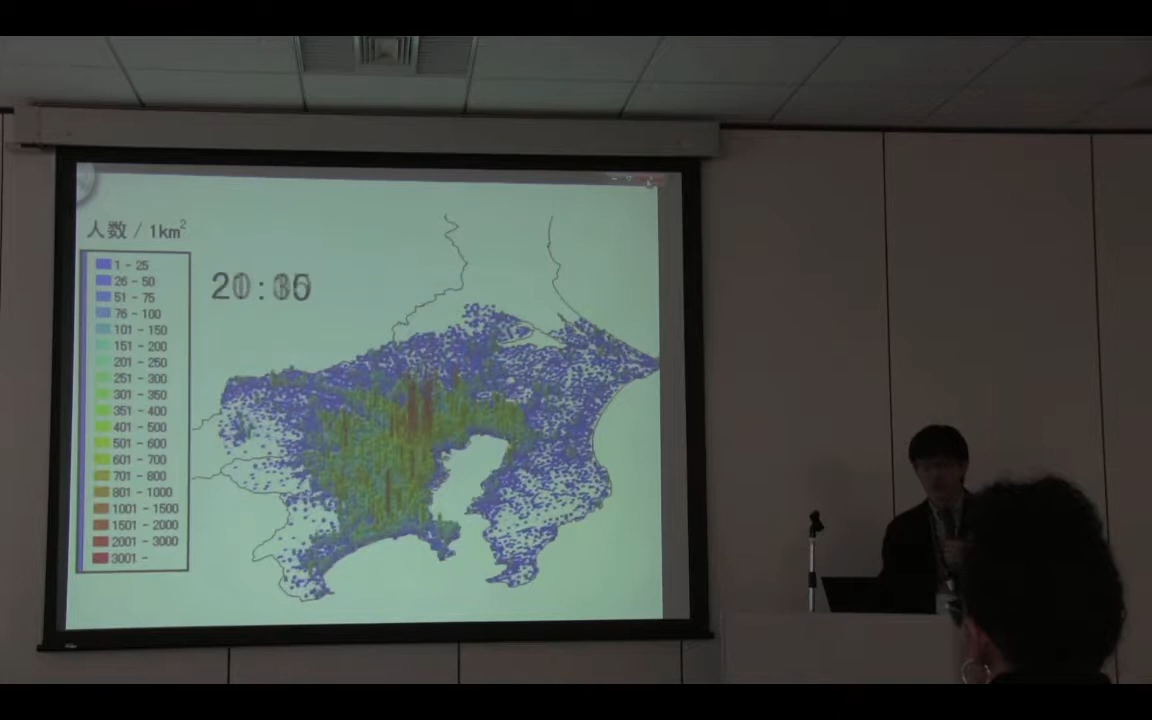 人数 / 1km²
1 - 25
26 - 50
51 - 75
76 - 100
101 - 150
151 - 200
201 - 250
251 - 300
301 - 350
351 - 400
401 - 500
501 - 600
601 - 700
701 - 800
801 - 1000
1001 - 1500
1501 - 2000
2001 - 3000
3001 -